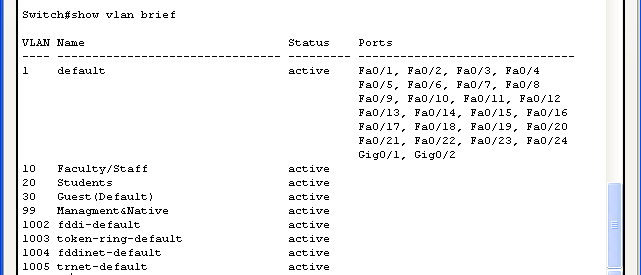 Switch#show vlan brief
VLAN Name Status Ports
---- -------------------------------- --------- -------------------------------
1 default active Fa0/1, Fa0/2, Fa0/3, Fa0/4
Fa0/5, Fa0/6, Fa0/7, Fa0/8
Fa0/9, Fa0/10, Fa0/11, Fa0/12
Fa0/13, Fa0/14, Fa0/15, Fa0/16
Fa0/17, Fa0/18, Fa0/19, Fa0/20
Fa0/21, Fa0/22, Fa0/23, Fa0/24
Gig0/1, Gig0/2
10 Faculty/Staff active
20 Students active
30 Guest(Default) active
99 Managment&Native active
1002 fddi-default active
1003 token-ring-default active
1004 fddinet-default active
1005 trnet-default active